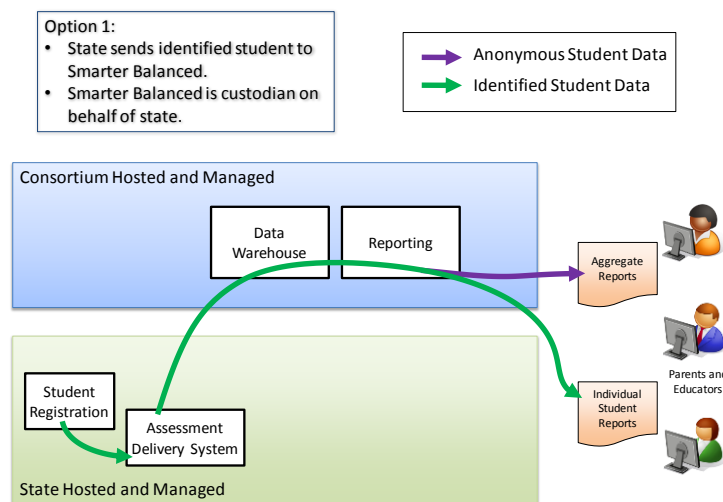 Option 1:
• State sends identified student to
Smarter Balanced.
• Smarter Balanced is custodian on
behalf of state.
Anonymous Student Data
Identified Student Data
Consortium Hosted and Managed
Data
Warehouse
Reporting
Aggregate
Reports
Parents and
Educators
Student
Registration
Assessment
Delivery System
Individual
Student
Reports
State Hosted and Managed